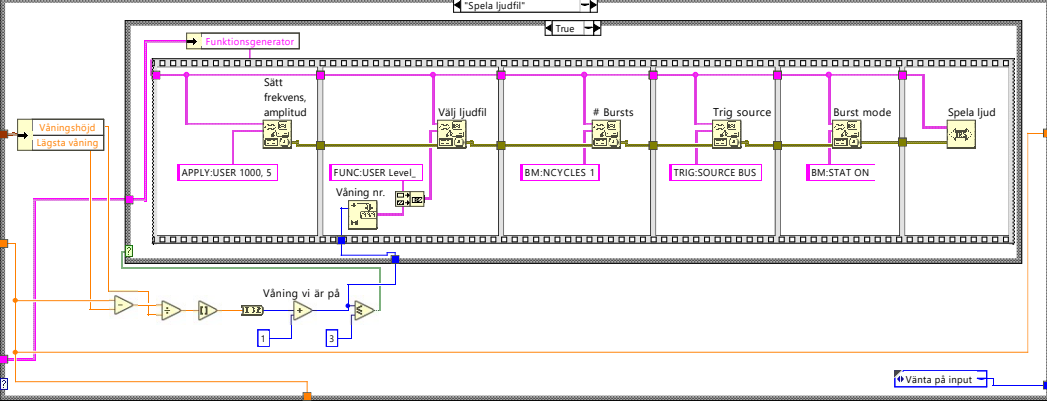 "Spela ljudfil"
True
Funktionsgenerator
Sätt
frekvens,
amplitud
Välj ljudfil
# Bursts
Trig source
Burst mode
Spela ljud
Våningshöjd
Lägsta våning
APPLY:USER 1000, 5
FUNC:USER Level_
BM:NCYCLES 1
TRIG:SOURCE BUS
BM:STAT ON
Våning nr.
Våning vi är på
1
3
Vänta på input